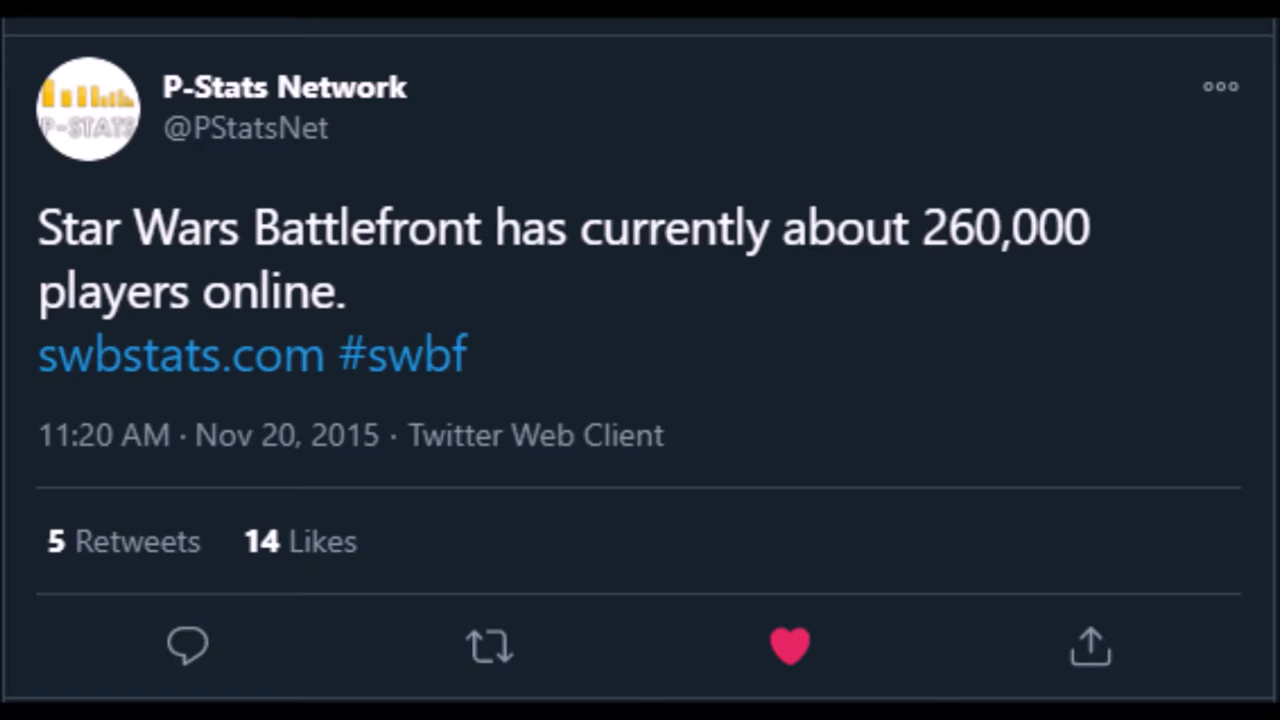 P-STATS
P-Stats Network
@PStatsNet
Star Wars Battlefront has currently about 260,000
players online.
swbstats.com #swbf
11:20 AM · Nov 20, 2015 · Twitter Web Client
5 Retweets 14 Likes